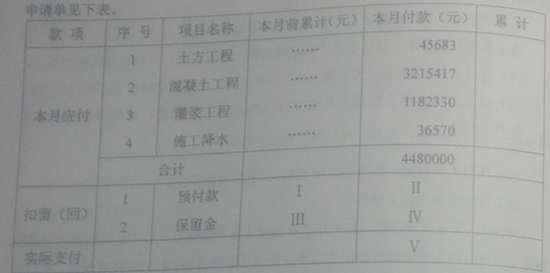 申请单见下表。
款 项 序 号 项目名称 本月前累计(元) 本月付款(元) 累 计
1 土方工程 …… 45683
2 混凝土工程 …… 3215417
本月应付 3 灌浆工程 …… 1182330
4 施工降水 …… 36570
合计 4480000
扣留(回) 1 预付款 Ⅰ Ⅱ
2 保留金 Ⅲ Ⅳ
实际支付 Ⅴ